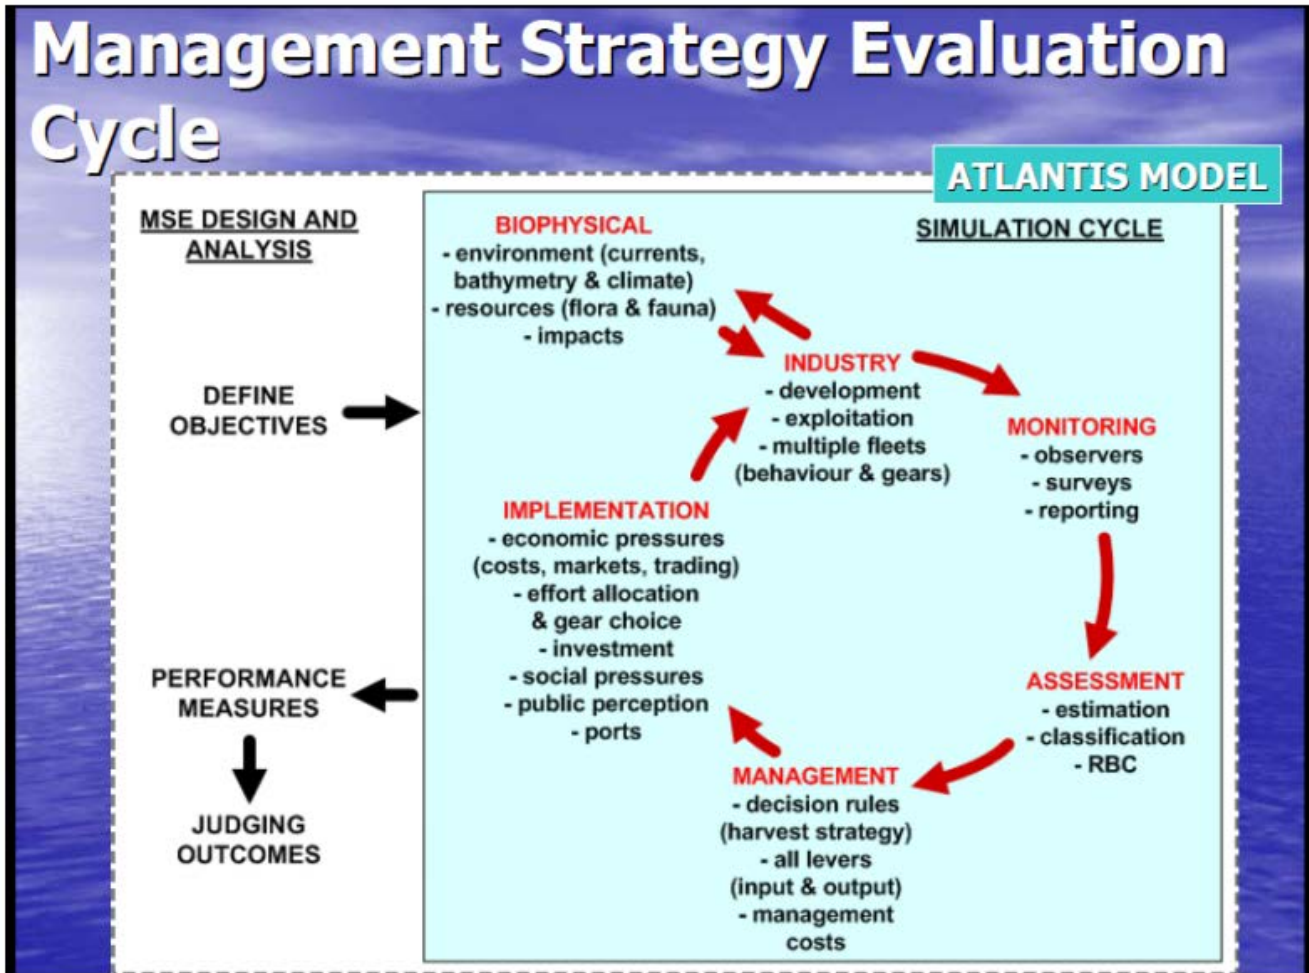 Management Strategy Evaluation
Cycle
ATLANTIS MODEL
MSE DESIGN AND
ANALYSIS
DEFINE
OBJECTIVES
PERFORMANCE
MEASURES
JUDGING
OUTCOMES
SIMULATION CYCLE
BIOPHYSICAL
- environment (currents,
bathymetry & climate)
- resources (flora & fauna)
- impacts
INDUSTRY
- development
- exploitation
- multiple fleets
(behaviour & gears)
MONITORING
- observers
- surveys
- reporting
ASSESSMENT
- estimation
- classification
- RBC
MANAGEMENT
- decision rules
(harvest strategy)
- all levers
(input & output)
- management
costs
IMPLEMENTATION
- economic pressures
(costs, markets, trading)
- effort allocation
& gear choice
- investment
- social pressures
- public perception
- ports